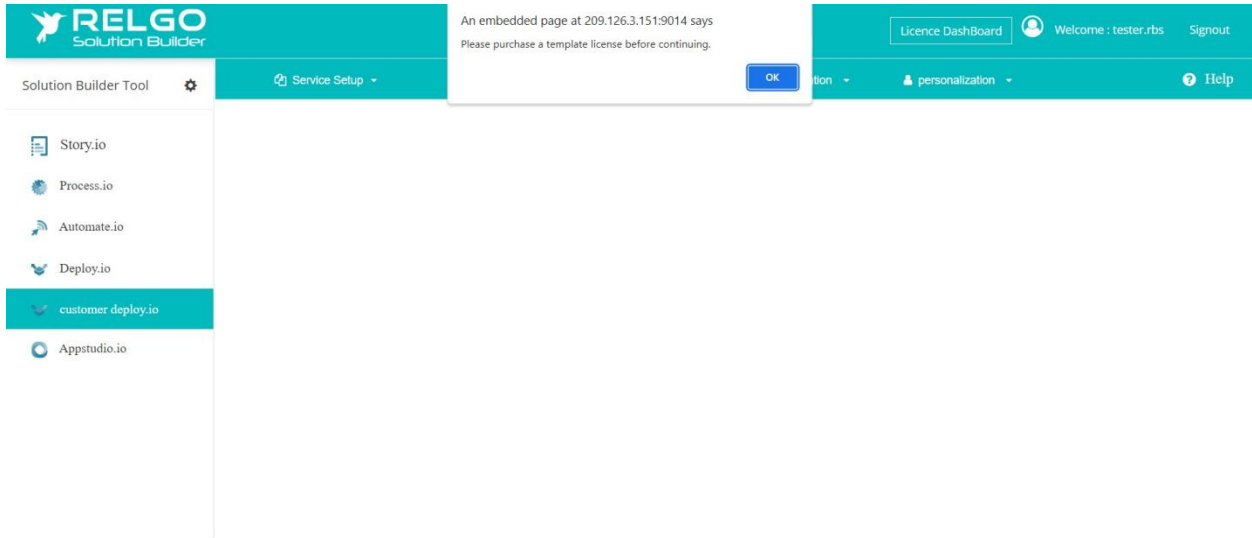 RELGO
Solution Builder
An embedded page at 209.126.3.151:9014 says
Please purchase a template license before continuing.
OK
Licence DashBoard
Welcome : tester.rbs
Signout
Solution Builder Tool
Service Setup
personalization
Help
Story.io
Process.io
Automate.io
Deploy.io
customer deploy.io
Appstudio.io